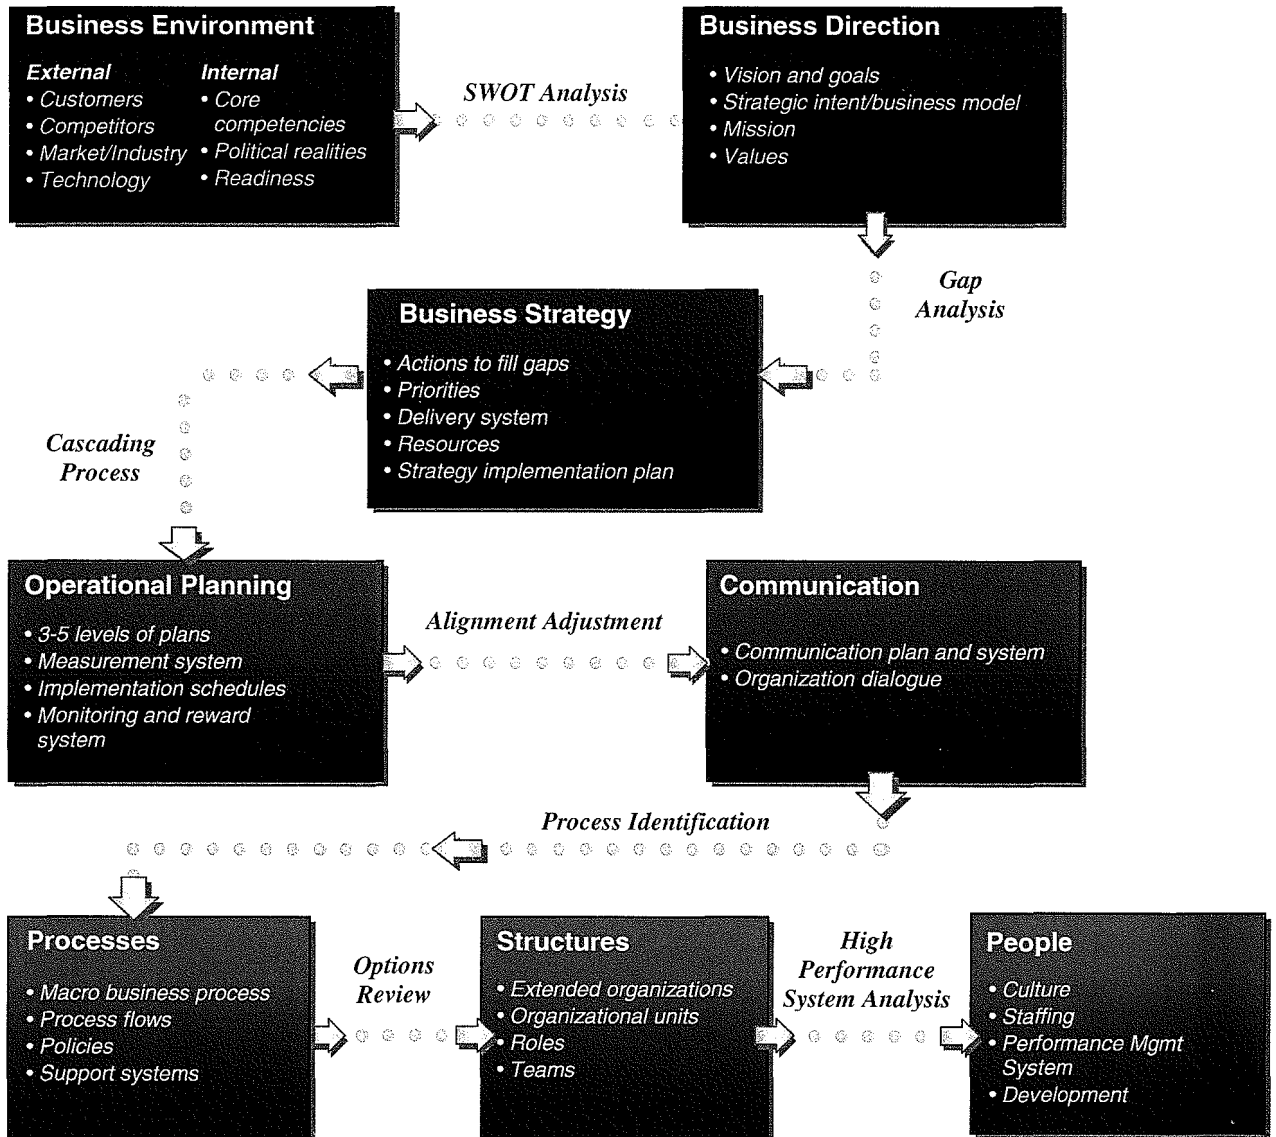 Business Environment
External
• Customers
• Competitors
• Market/Industry
• Technology
Internal
• Core
competencies
• Political realities
• Readiness
SWOT Analysis
Business Direction
• Vision and goals
• Strategic intent/business model
• Mission
• Values
Gap
Analysis
Business Strategy
• Actions to fill gaps
• Priorities
• Delivery system
• Resources
• Strategy implementation plan
Cascading
Process
Operational Planning
• 3-5 levels of plans
• Measurement system
• Implementation schedules
• Monitoring and reward
system
Alignment Adjustment
Communication
• Communication plan and system
• Organization dialogue
Process Identification
Processes
• Macro business process
• Process flows
• Policies
• Support systems
Options
Review
Structures
• Extended organizations
• Organizational units
• Roles
• Teams
High
Performance
System Analysis
People
• Culture
• Staffing
• Performance Mgmt
System
• Development